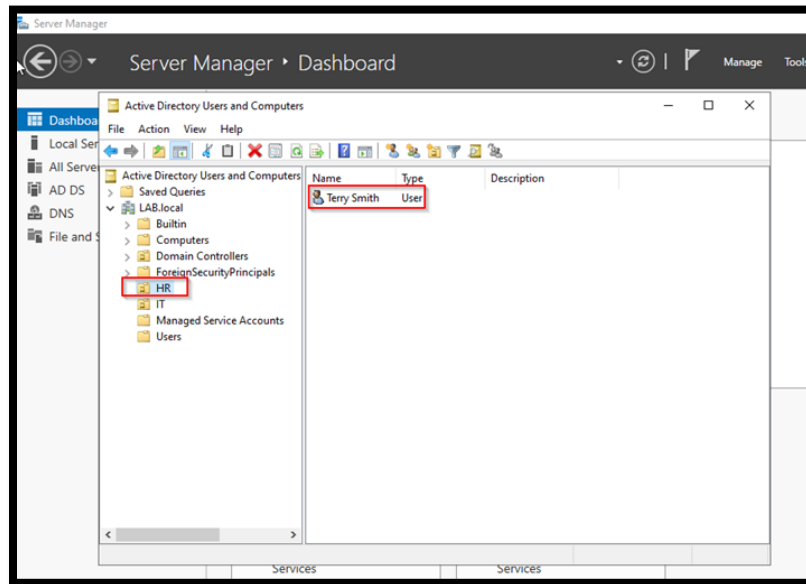 Server Manager
Server Manager • Dashboard
Manage
Tools
Active Directory Users and Computers
File Action View Help
Dashboa
Local Ser
All Server
AD DS
DNS
File and S
Active Directory Users and Computers
Saved Queries
LAB.local
Builtin
Computers
Domain Controllers
ForeignSecurityPrincipals
HR
IT
Managed Service Accounts
Users
Name Type Description
Terry Smith User
Services
Services